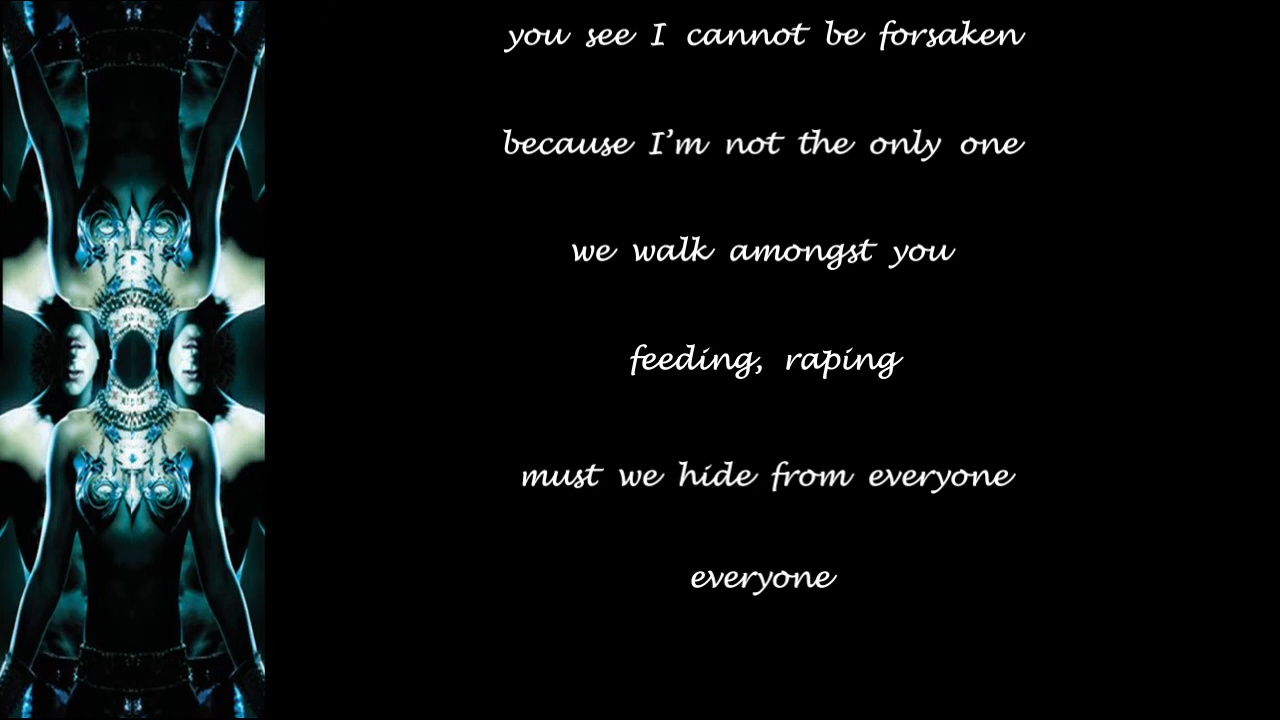 you see I cannot be forsaken
because I'm not the only one
we walk amongst you
feeding, raping
must we hide from everyone
everyone